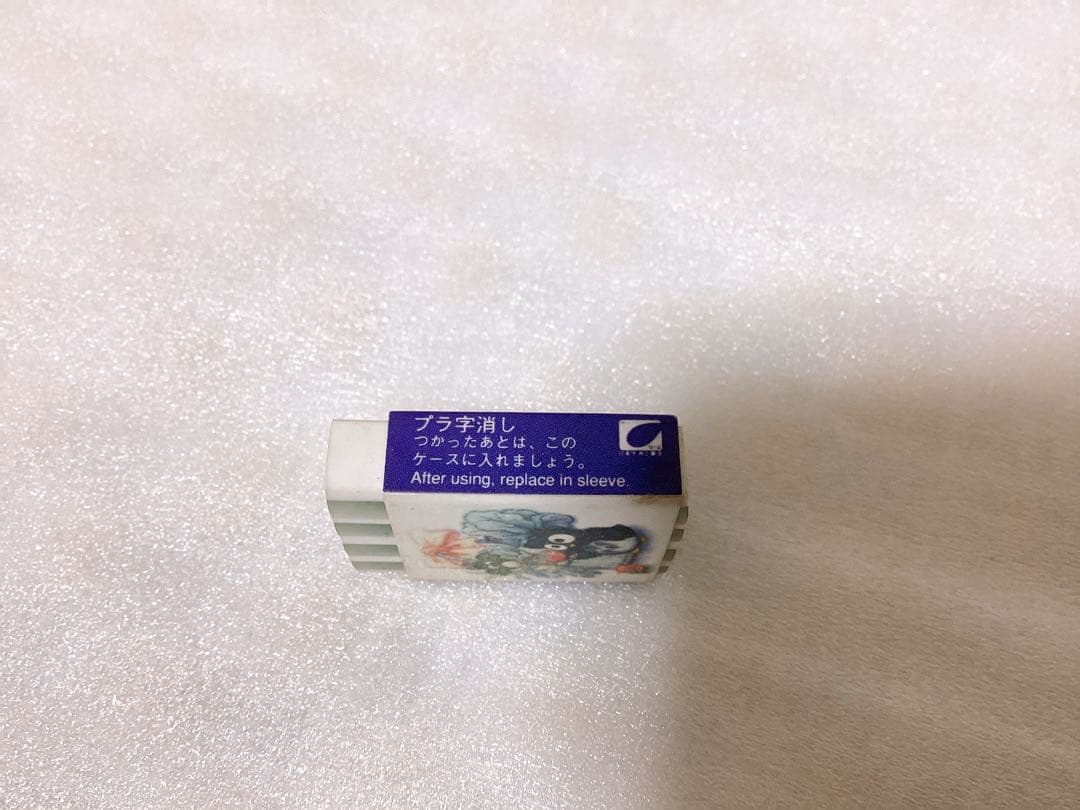 プラ字消し
つかったあとは、この
ケースに入れましょう。
After using, replace in sleeve.